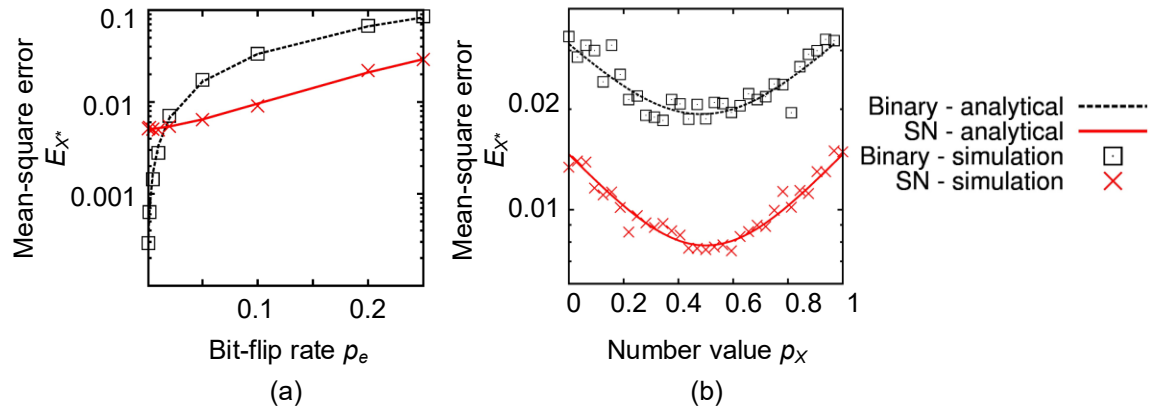 0.1
0.01
0.001
Mean-square error
E_X*
0.1
0.2
Bit-flip rate p_e
(a)
0.02
0.01
Mean-square error
E_X*
0
0.2
0.4
0.6
0.8
1
Number value p_X
(b)
Binary - analytical
SN - analytical
Binary - simulation
SN - simulation